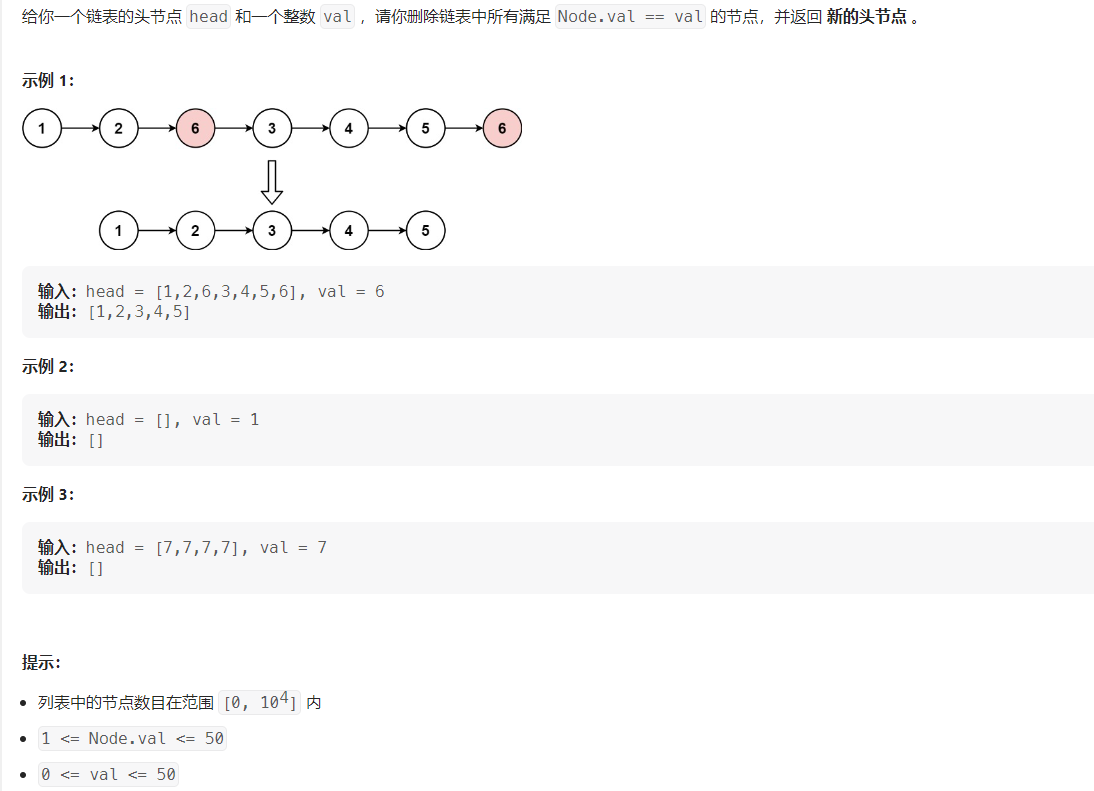 给你一个链表的头节点 head 和一个整数 val ，请你删除链表中所有满足 Node.val == val 的节点，并返回 新的头节点 。
示例 1：
1 2 6 3 4 5 6
1 2 3 4 5
输入：head = [1,2,6,3,4,5,6], val = 6
输出：[1,2,3,4,5]
示例 2：
输入：head = [], val = 1
输出：[]
示例 3：
输入：head = [7,7,7,7], val = 7
输出：[]
提示：
列表中的节点数目在范围 [0, 10⁴] 内
1 <= Node.val <= 50
0 <= val <= 50